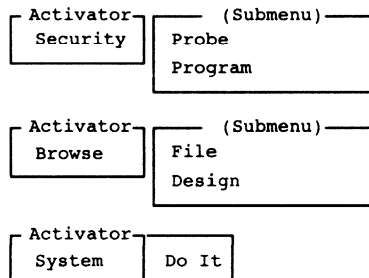 Activator (Submenu)
Security Probe
Program
Activator (Submenu)
Browse File
Design
Activator
System Do It